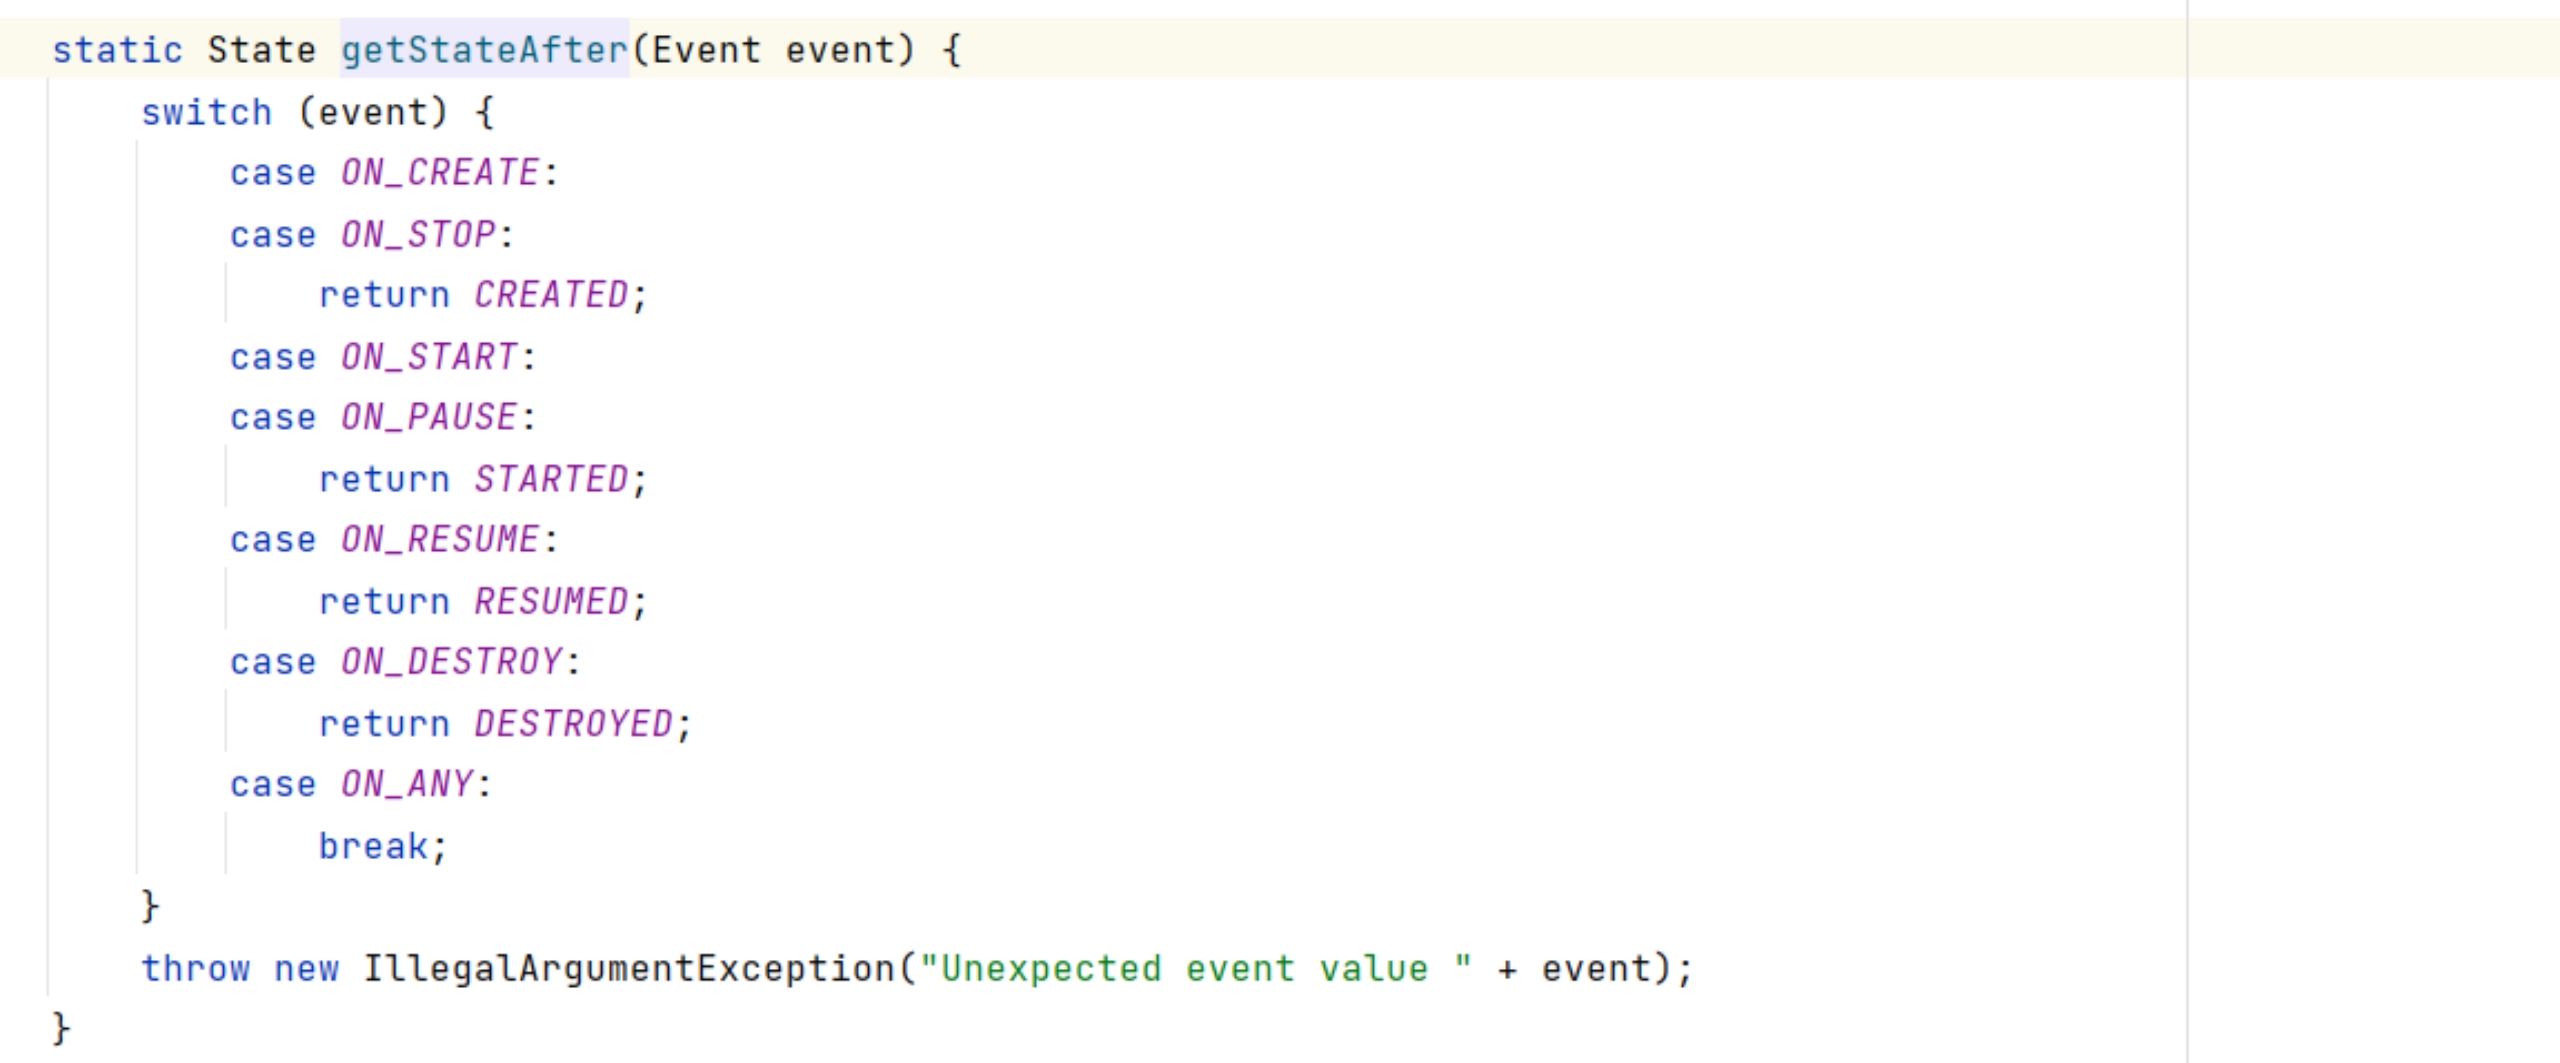 static State getStateAfter(Event event) {
switch (event) {
case ON_CREATE:
case ON_STOP:
return CREATED;
case ON_START:
case ON_PAUSE:
return STARTED;
case ON_RESUME:
return RESUMED;
case ON_DESTROY:
return DESTROYED;
case ON_ANY:
break;
}
throw new IllegalArgumentException("Unexpected event value " + event);
}